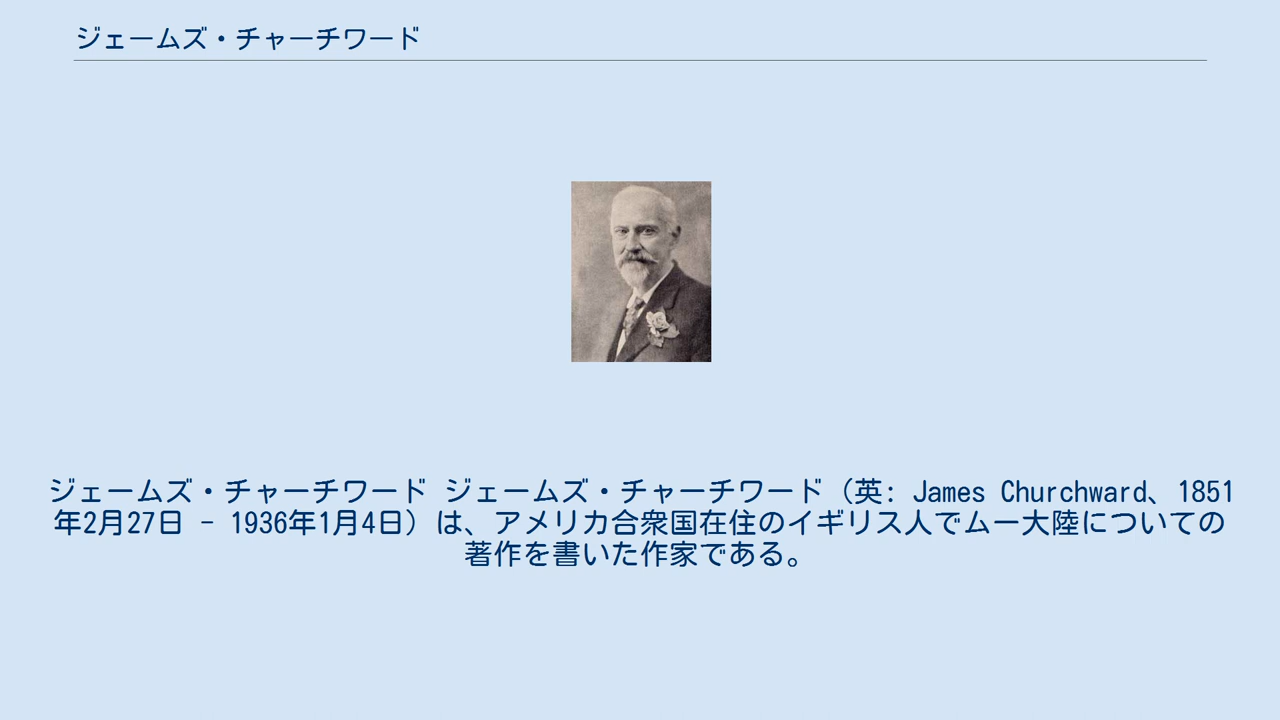 ジェームズ・チャーチワード
ジェームズ・チャーチワード ジェームズ・チャーチワード（英: James Churchward、1851
年2月27日 - 1936年1月4日）は、アメリカ合衆国在住のイギリス人でムー大陸についての
著作を書いた作家である。